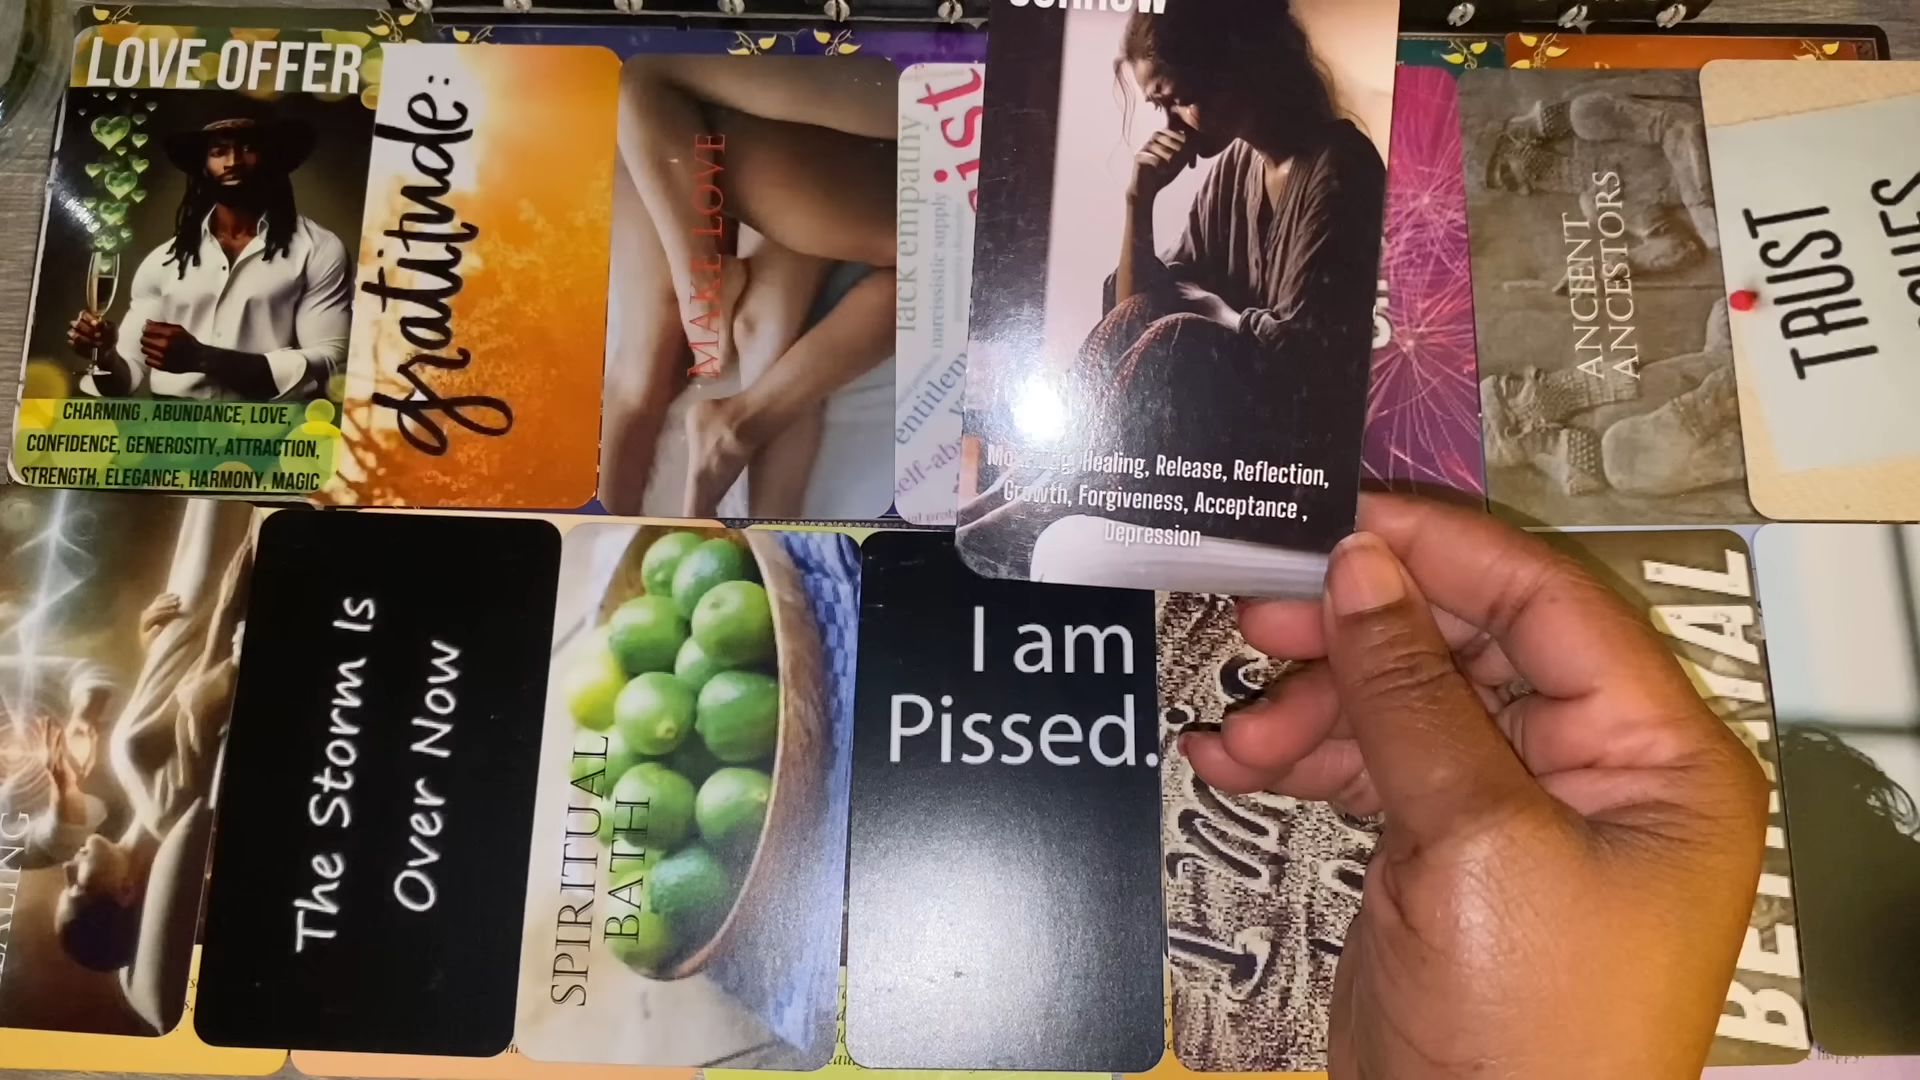 LOVE OFFER
CHARMING , ABUNDANCE, LOVE,
CONFIDENCE, GENEROSITY, ATTRACTION,
STRENGTH, ELEGANCE, HARMONY, MAGIC
gratitude:
MAKE LOVE
lack empathy
narcissistic supply
Healing, Release, Reflection,
Growth, Forgiveness, Acceptance ,
Depression
ANCIENT
ANCESTORS
TRUST
The Storm Is
Over Now
SPIRITUAL
BATH
I am
Pissed.
BETRAYAL